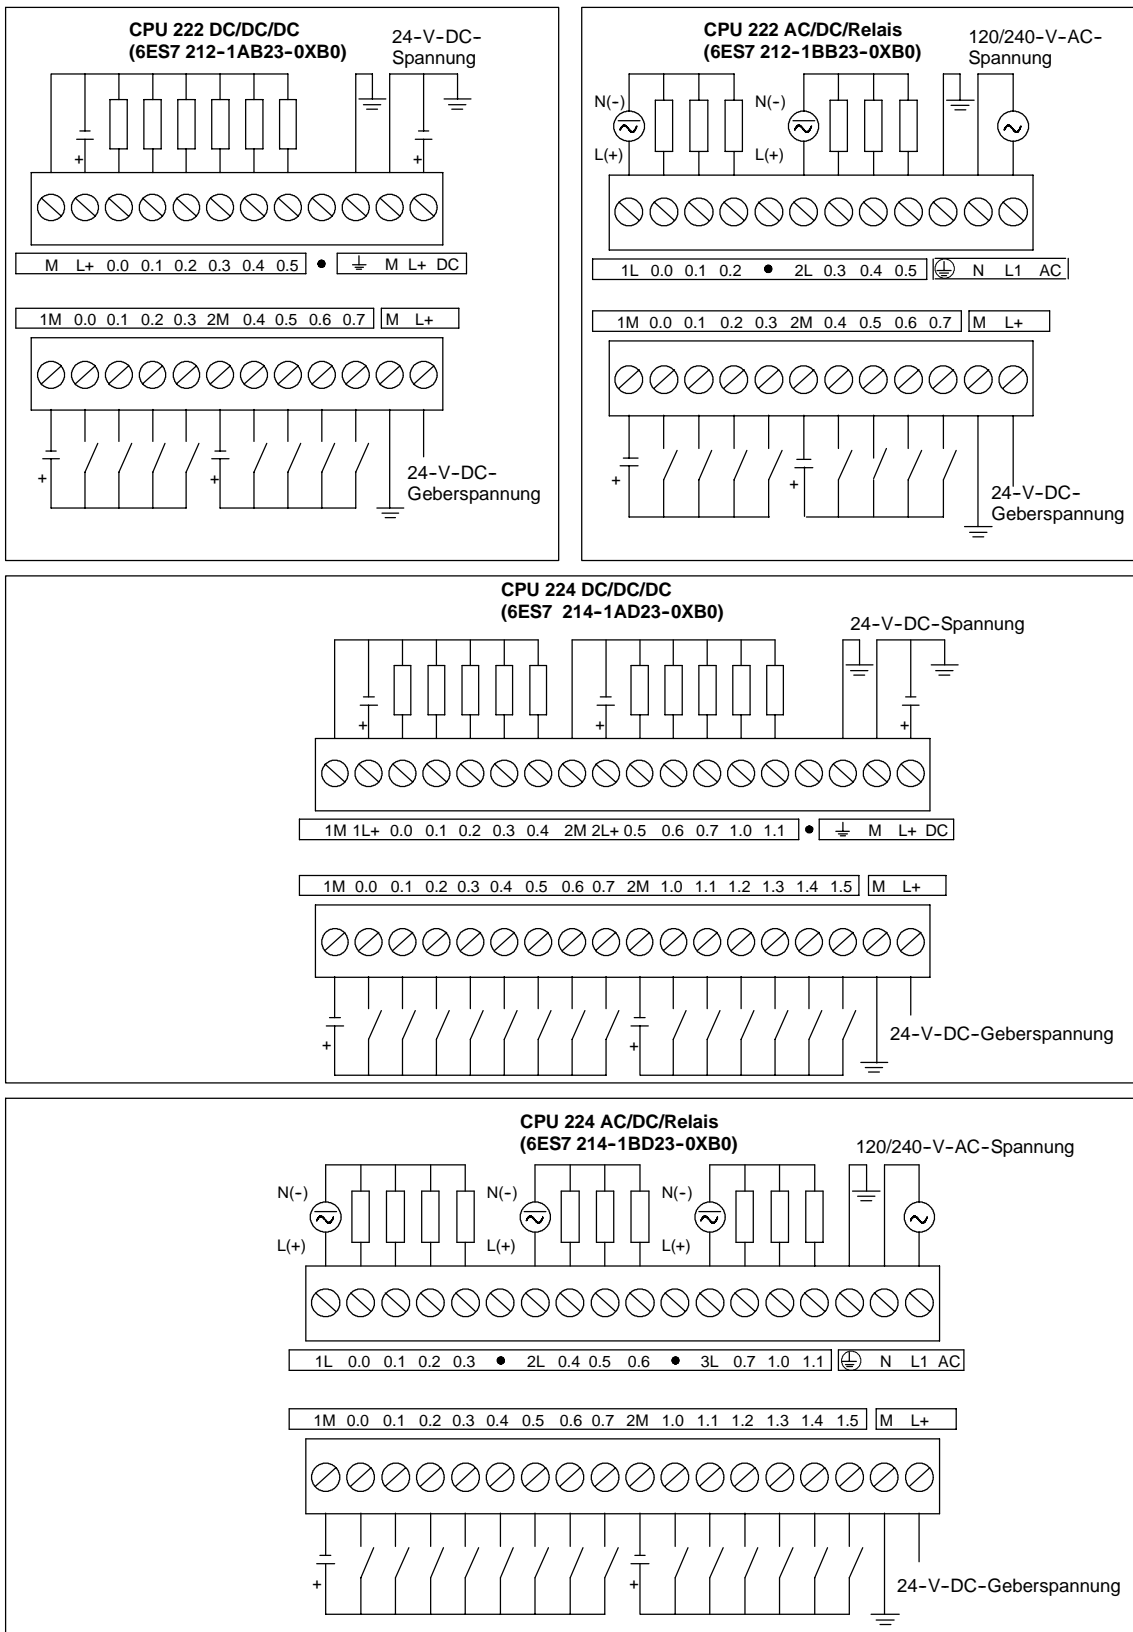 CPU 222 DC/DC/DC
(6ES7 212-1AB23-0XB0)
24-V-DC-
Spannung
+
+
M L+ 0.0 0.1 0.2 0.3 0.4 0.5 ● ⏚ M L+ DC
1M 0.0 0.1 0.2 0.3 2M 0.4 0.5 0.6 0.7 M L+
+
+
24-V-DC-
Geberspannung
CPU 222 AC/DC/Relais
(6ES7 212-1BB23-0XB0)
120/240-V-AC-
Spannung
N(-)
N(-)
L(+)
L(+)
1L 0.0 0.1 0.2 ● 2L 0.3 0.4 0.5 ⏚ N L1 AC
1M 0.0 0.1 0.2 0.3 2M 0.4 0.5 0.6 0.7 M L+
+
+
24-V-DC-
Geberspannung
CPU 224 DC/DC/DC
(6ES7 214-1AD23-0XB0)
24-V-DC-Spannung
+
+
+
1M 1L+ 0.0 0.1 0.2 0.3 0.4 2M 2L+ 0.5 0.6 0.7 1.0 1.1 ● ⏚ M L+ DC
1M 0.0 0.1 0.2 0.3 0.4 0.5 0.6 0.7 2M 1.0 1.1 1.2 1.3 1.4 1.5 M L+
+
+
24-V-DC-Geberspannung
CPU 224 AC/DC/Relais
(6ES7 214-1BD23-0XB0)
120/240-V-AC-Spannung
N(-)
N(-)
N(-)
L(+)
L(+)
L(+)
1L 0.0 0.1 0.2 0.3 ● 2L 0.4 0.5 0.6 ● 3L 0.7 1.0 1.1 ⏚ N L1 AC
1M 0.0 0.1 0.2 0.3 0.4 0.5 0.6 0.7 2M 1.0 1.1 1.2 1.3 1.4 1.5 M L+
+
+
24-V-DC-Geberspannung